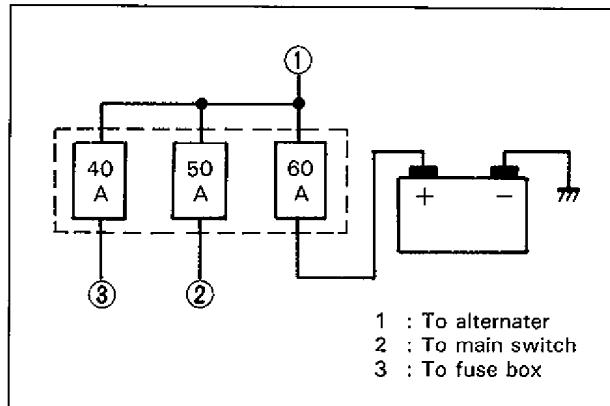 ①
40 A
50 A
60 A
+ −
③
②
1 : To alternater
2 : To main switch
3 : To fuse box